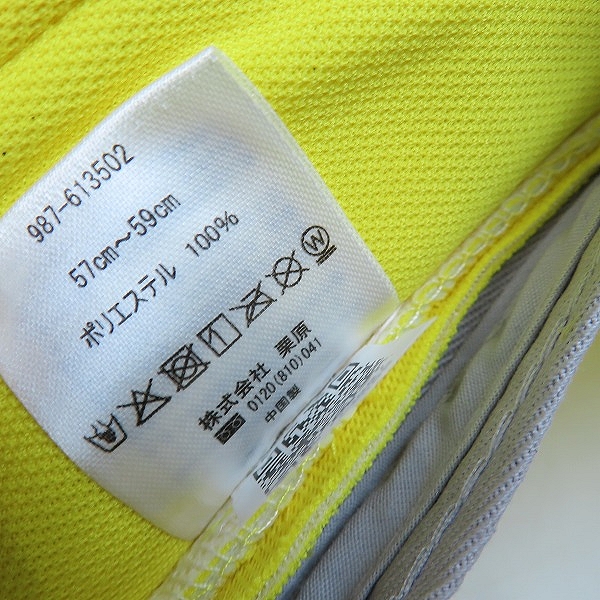 987-613502
57cm～59cm
ポリエステル 100%
株式会社 栗原
0120(810)041
中国製